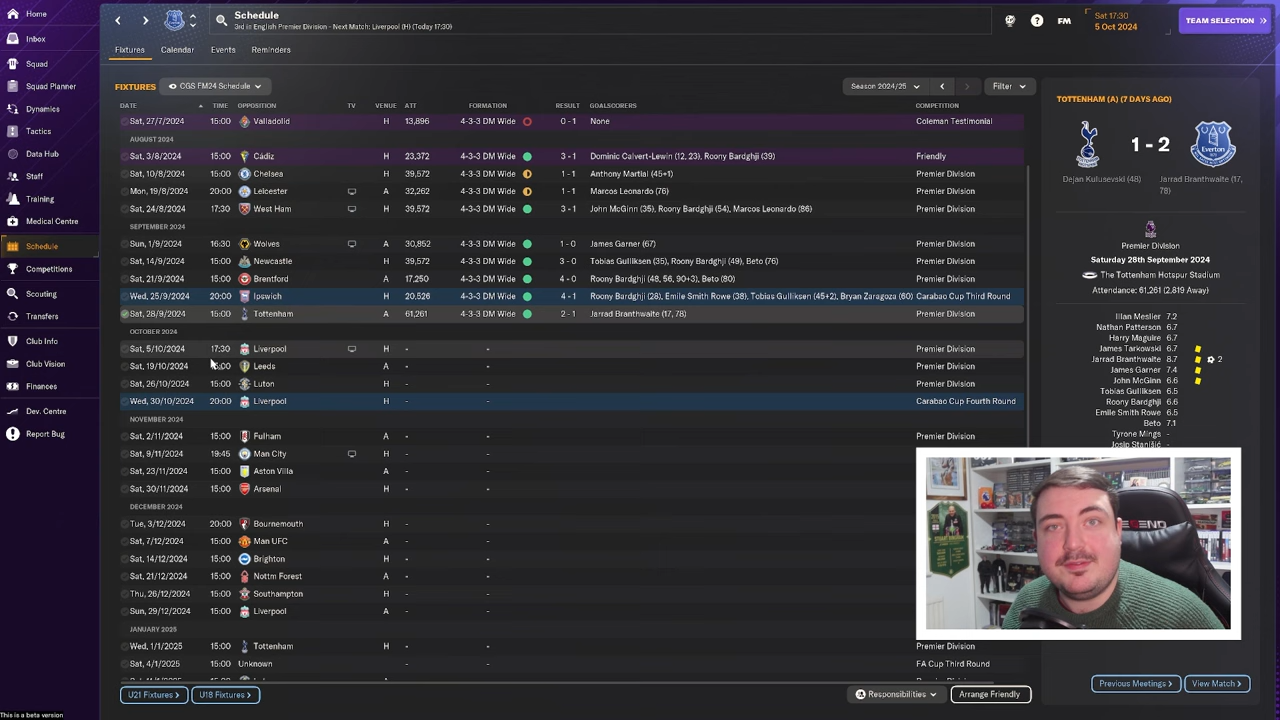 Home
Schedule
3rd in English Premier Division - Next Match: Liverpool (H) (Today 17:30)
FM
Sat 17:30
5 Oct 2024
TEAM SELECTION
Inbox
Squad
Squad Planner
Dynamics
Tactics
Data Hub
Staff
Training
Medical Centre
Schedule
Competitions
Scouting
Transfers
Club Info
Club Vision
Finances
Dev. Centre
Report Bug
Fixtures Calendar Events Reminders
FIXTURES CGS FM24 Schedule Season 2024/25 Filter
DATE TIME OPPOSITION TV VENUE ATT FORMATION RESULT GOALSCORERS COMPETITION
Sat, 27/7/2024 15:00 Valladolid H 13,896 4-3-3 DM Wide 0-1 None Coleman Testimonial
AUGUST 2024
Sat, 3/8/2024 15:00 Cádiz H 23,372 4-3-3 DM Wide 3-1 Dominic Calvert-Lewin (12, 23), Roony Bardghji (39) Friendly
Sat, 10/8/2024 15:00 Chelsea H 39,572 4-3-3 DM Wide 1-1 Anthony Martial (45+1) Premier Division
Mon, 19/8/2024 20:00 Leicester A 32,262 4-3-3 DM Wide 1-1 Marcos Leonardo (76) Premier Division
Sat, 24/8/2024 17:30 West Ham H 39,572 4-3-3 DM Wide 3-1 John McGinn (35), Roony Bardghji (54), Marcos Leonardo (86) Premier Division
SEPTEMBER 2024
Sun, 1/9/2024 16:30 Wolves A 30,852 4-3-3 DM Wide 1-0 James Garner (67) Premier Division
Sat, 14/9/2024 15:00 Newcastle H 39,572 4-3-3 DM Wide 3-0 Tobias Gulliksen (35), Roony Bardghji (49), Beto (76) Premier Division
Sat, 21/9/2024 15:00 Brentford A 17,250 4-3-3 DM Wide 4-0 Roony Bardghji (48, 56, 90+3), Beto (80) Premier Division
Wed, 25/9/2024 20:00 Ipswich H 20,526 4-3-3 DM Wide 4-1 Roony Bardghji (28), Emile Smith Rowe (38), Tobias Gulliksen (45+2), Bryan Zaragoza (60) Carabao Cup Third Round
Sat, 28/9/2024 15:00 Tottenham A 61,261 4-3-3 DM Wide 2-1 Jarrad Branthwaite (17, 78) Premier Division
OCTOBER 2024
Sat, 5/10/2024 17:30 Liverpool H - - Premier Division
Sat, 19/10/2024 Leeds A - - Premier Division
Sat, 26/10/2024 15:00 Luton H - - Premier Division
Wed, 30/10/2024 20:00 Liverpool H - - Carabao Cup Fourth Round
NOVEMBER 2024
Sat, 2/11/2024 15:00 Fulham A - - Premier Division
Sat, 9/11/2024 19:45 Man City H - - Premier Division
Sat, 23/11/2024 15:00 Aston Villa A - -
Sat, 30/11/2024 15:00 Arsenal H - -
DECEMBER 2024
Tue, 3/12/2024 20:00 Bournemouth H - -
Sat, 7/12/2024 15:00 Man UFC A - -
Sat, 14/12/2024 15:00 Brighton H - -
Sat, 21/12/2024 15:00 Nottm Forest A - -
Thu, 26/12/2024 15:00 Southampton H - -
Sun, 29/12/2024 15:00 Liverpool A - -
JANUARY 2025
Wed, 1/1/2025 15:00 Tottenham H - - Premier Division
Sat, 4/1/2025 15:00 Unknown - - FA Cup Third Round
U21 Fixtures > U18 Fixtures > Responsibilities Arrange Friendly
TOTTENHAM (A) (7 DAYS AGO)
1 - 2
Dejan Kulusevski (48) Jarrad Branthwaite (17,
78)
Premier Division
Saturday 28th September 2024
The Tottenham Hotspur Stadium
Attendance: 61,261 (2,819 Away)
Illan Meslier 7.2
Nathan Patterson 6.7
Harry Maguire 6.7
James Tarkowski 6.7
Jarrad Branthwaite 8.7 2
James Garner 7.4
John McGinn 6.6
Tobias Gulliksen 6.5
Roony Bardghji 6.6
Emile Smith Rowe 6.5
Beto 7.1
Tyrone Mings -
Josip Stanišić -
Previous Meetings > View Match >
This is a beta version